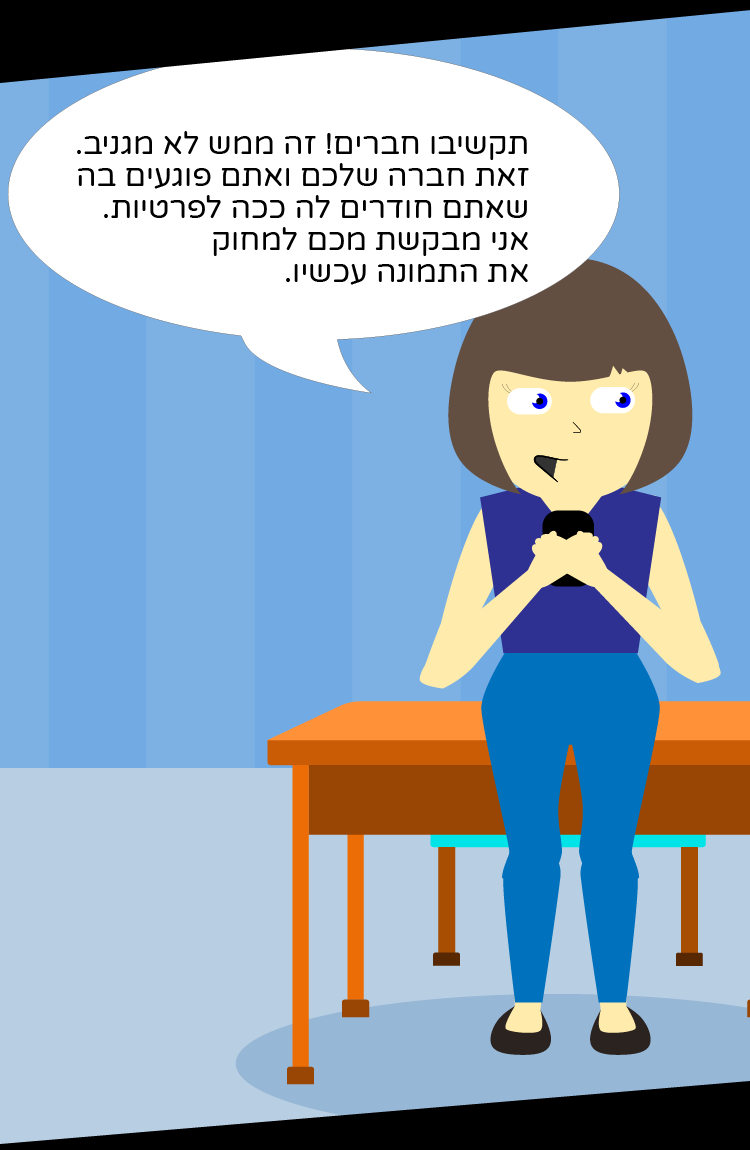 תקשיבו חברים! זה ממש לא מגניב.
זאת חברה שלכם ואתם פוגעים בה
שאתם חודרים לה ככה לפרטיות.
אני מבקשת מכם למחוק
את התמונה עכשיו.